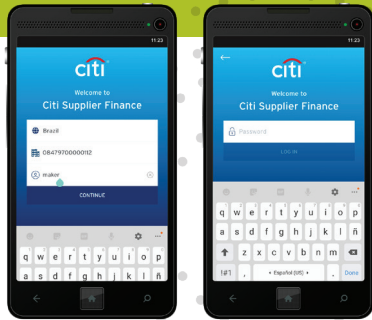 11:23
citi
Welcome to
Citi Supplier Finance
Brazil
08479700000112
maker
CONTINUE
q w e r t y u i o p
a s d f g h j k l ñ
11:23
citi
Welcome to
Citi Supplier Finance
Password
LOG IN
q w e r t y u i o p
a s d f g h j k l ñ
z x c v b n m
!#1 , Español (US) . Done